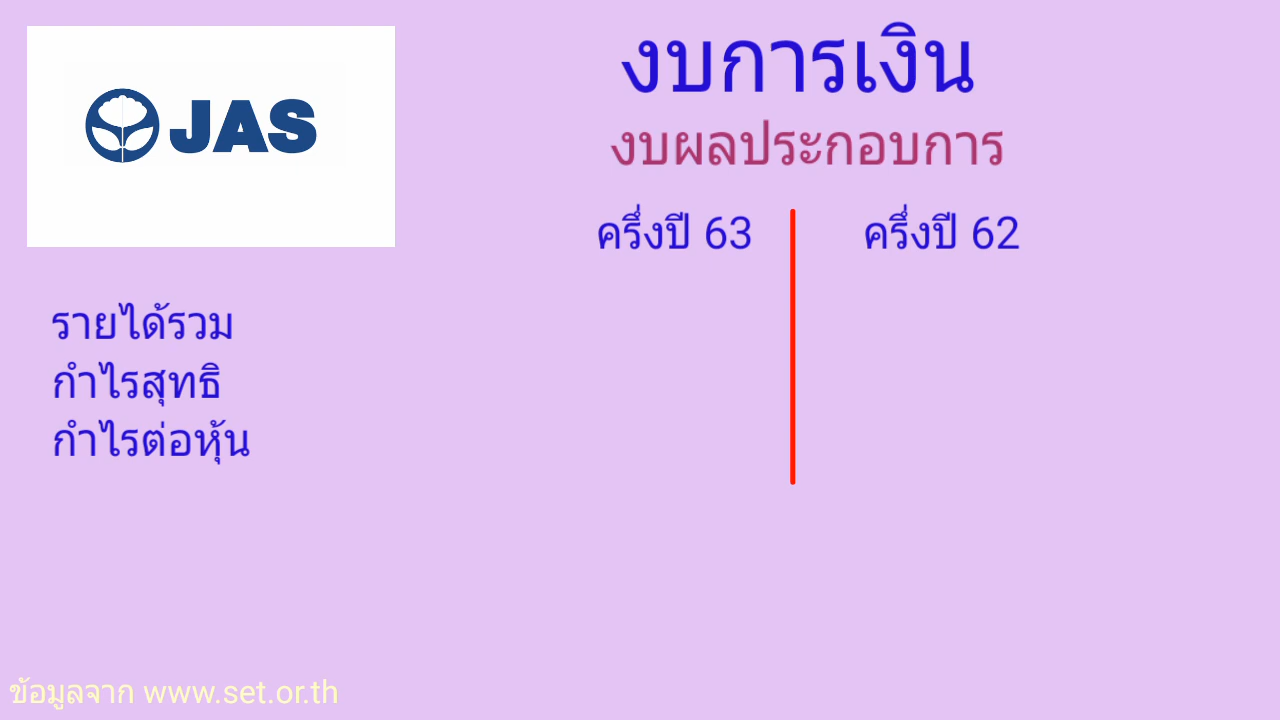 JAS
งบการเงิน
งบผลประกอบการ
ครึ่งปี 63
ครึ่งปี 62
รายได้รวม
กำไรสุทธิ
กำไรต่อหุ้น
ข้อมูลจาก www.set.or.th